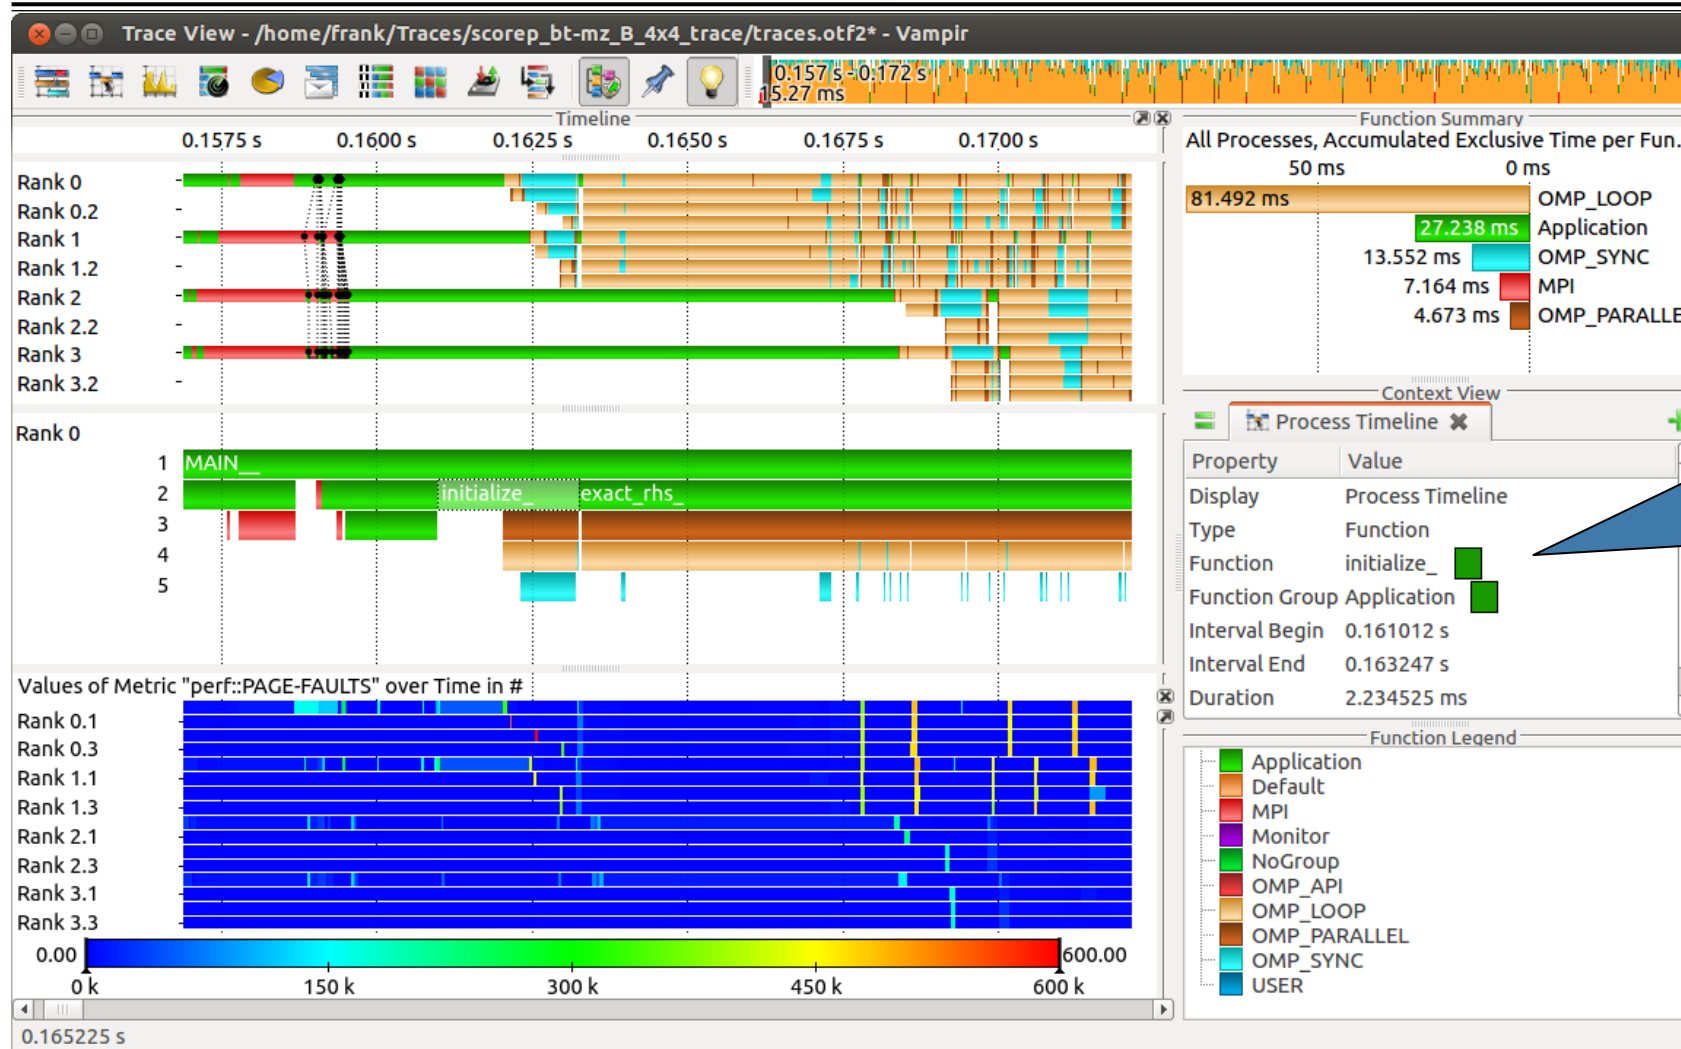 Trace View - /home/frank/Traces/scorep_bt-mz_B_4x4_trace/traces.otf2* - Vampir
0.157 s - 0.172 s
15.27 ms
Timeline
0.1575 s 0.1600 s 0.1625 s 0.1650 s 0.1675 s 0.1700 s
Rank 0
Rank 0.2
Rank 1
Rank 1.2
Rank 2
Rank 2.2
Rank 3
Rank 3.2
Rank 0
1 MAIN__
2 initialize_ exact_rhs_
3
4
5
Values of Metric "perf::PAGE-FAULTS" over Time in #
Rank 0.1
Rank 0.3
Rank 1.1
Rank 1.3
Rank 2.1
Rank 2.3
Rank 3.1
Rank 3.3
0.00 600.00
0 k 150 k 300 k 450 k 600 k
0.165225 s
Function Summary
All Processes, Accumulated Exclusive Time per Fun...
50 ms 0 ms
81.492 ms OMP_LOOP
27.238 ms Application
13.552 ms OMP_SYNC
7.164 ms MPI
4.673 ms OMP_PARALLE
Context View
Process Timeline
Property Value
Display Process Timeline
Type Function
Function initialize_
Function Group Application
Interval Begin 0.161012 s
Interval End 0.163247 s
Duration 2.234525 ms
Function Legend
Application
Default
MPI
Monitor
NoGroup
OMP_API
OMP_LOOP
OMP_PARALLEL
OMP_SYNC
USER